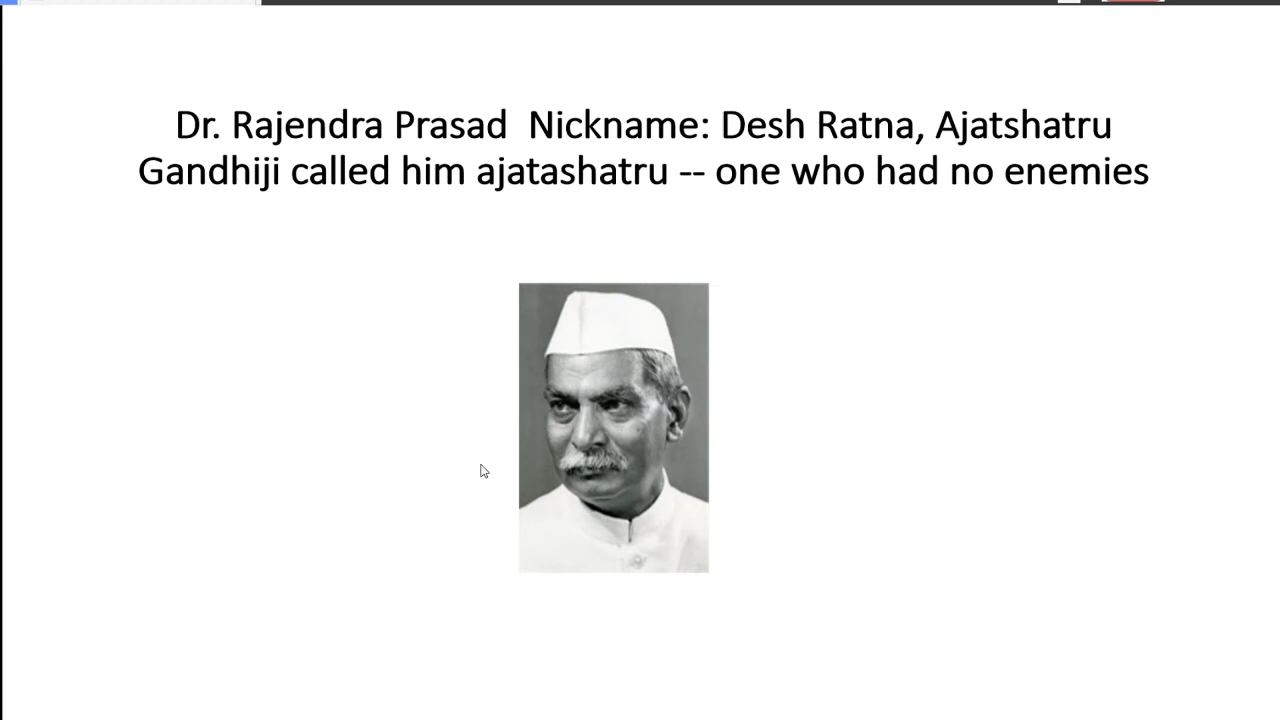 Dr. Rajendra Prasad  Nickname: Desh Ratna, Ajatshatru
Gandhiji called him ajatashatru -- one who had no enemies